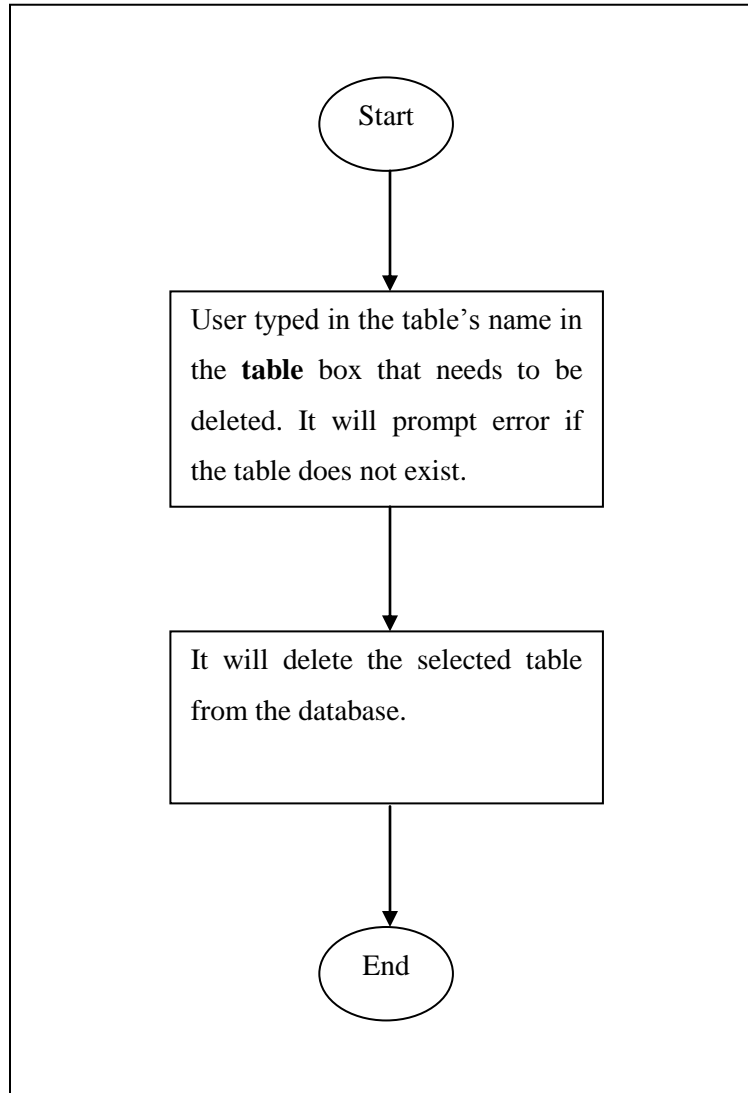 Start
User typed in the table’s name in
the table box that needs to be
deleted. It will prompt error if
the table does not exist.
It will delete the selected table
from the database.
End